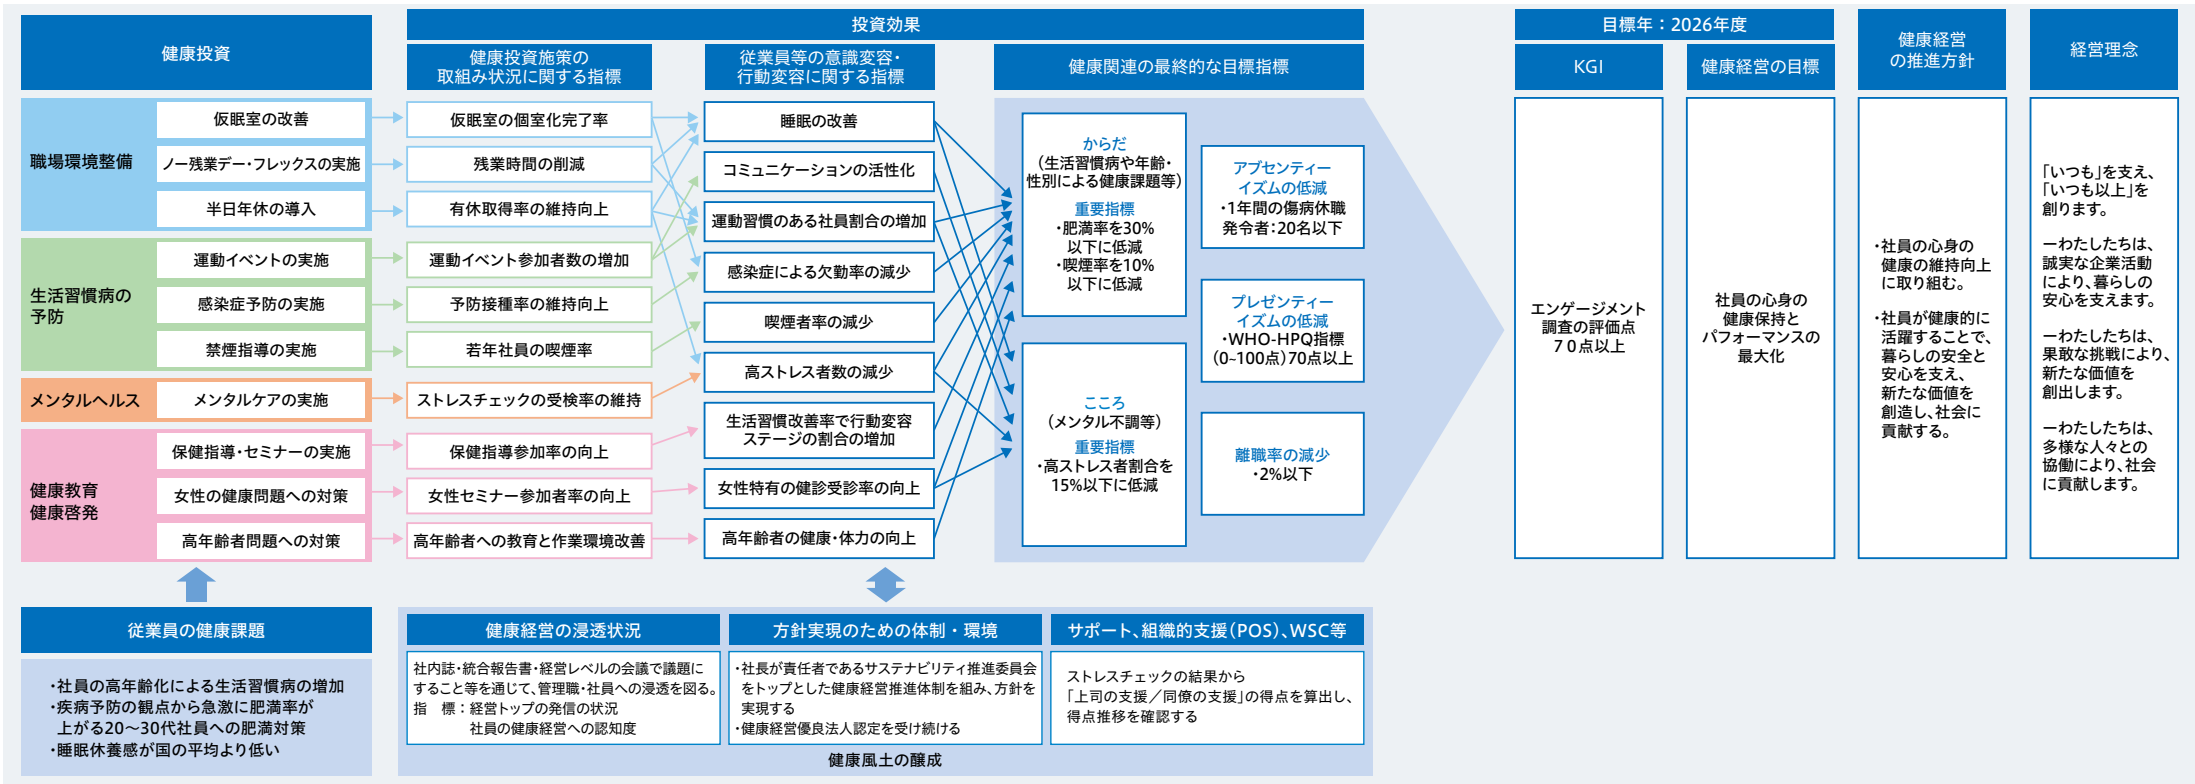 健康投資
投資効果
健康投資施策の
取組み状況に関する指標
従業員等の意識変容・
行動変容に関する指標
健康関連の最終的な目標指標
目標年：2026年度
KGI
健康経営の目標
健康経営
の推進方針
経営理念
職場環境整備
仮眠室の改善
ノー残業デー・フレックスの実施
半日年休の導入
生活習慣病の
予防
運動イベントの実施
感染症予防の実施
禁煙指導の実施
メンタルヘルス
メンタルケアの実施
健康教育
健康啓発
保健指導・セミナーの実施
女性の健康問題への対策
高年齢者問題への対策
仮眠室の個室化完了率
残業時間の削減
有休取得率の維持向上
運動イベント参加者数の増加
予防接種率の維持向上
若年社員の喫煙率
ストレスチェックの受検率の維持
保健指導参加率の向上
女性セミナー参加者率の向上
高年齢者への教育と作業環境改善
睡眠の改善
コミュニケーションの活性化
運動習慣のある社員割合の増加
感染症による欠勤率の減少
喫煙者率の減少
高ストレス者数の減少
生活習慣改善率で行動変容
ステージの割合の増加
女性特有の健診受診率の向上
高年齢者の健康・体力の向上
からだ
（生活習慣病や年齢・
性別による健康課題等）
重要指標
・肥満率を30%
以下に低減
・喫煙率を10%
以下に低減
こころ
（メンタル不調等）
重要指標
・高ストレス者割合を
15%以下に低減
アブセンティー
イズムの低減
・1年間の傷病休職
発令者：20名以下
プレゼンティー
イズムの低減
・WHO-HPQ指標
（0~100点）70点以上
離職率の減少
・2%以下
エンゲージメント
調査の評価点
７０点以上
社員の心身の
健康保持と
パフォーマンスの
最大化
・社員の心身の
健康の維持向上
に取り組む。
・社員が健康的に
活躍することで、
暮らしの安全と
安心を支え、
新たな価値を
創造し、社会に
貢献する。
「いつも」を支え、
「いつも以上」を
創ります。
ーわたしたちは、
誠実な企業活動
により、暮らしの
安心を支えます。
ーわたしたちは、
果敢な挑戦により、
新たな価値を
創出します。
ーわたしたちは、
多様な人々との
協働により、社会
に貢献します。
従業員の健康課題
・社員の高年齢化による生活習慣病の増加
・疾病予防の観点から急激に肥満率が
上がる20〜30代社員への肥満対策
・睡眠休養感が国の平均より低い
健康経営の浸透状況
社内誌・統合報告書・経営レベルの会議で議題に
すること等を通じて、管理職・社員への浸透を図る。
指　標：経営トップの発信の状況
社員の健康経営への認知度
方針実現のための体制・環境
・社長が責任者であるサステナビリティ推進委員会
をトップとした健康経営推進体制を組み、方針を
実現する
・健康経営優良法人認定を受け続ける
サポート、組織的支援（POS）、WSC等
ストレスチェックの結果から
「上司の支援／同僚の支援」の得点を算出し、
得点推移を確認する
健康風土の醸成